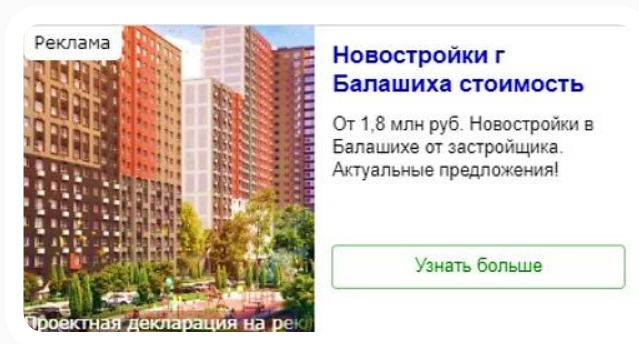 Реклама
Новостройки г
Балашиха стоимость
От 1,8 млн руб. Новостройки в
Балашихе от застройщика.
Актуальные предложения!
Узнать больше
Проектная декларация на рекл